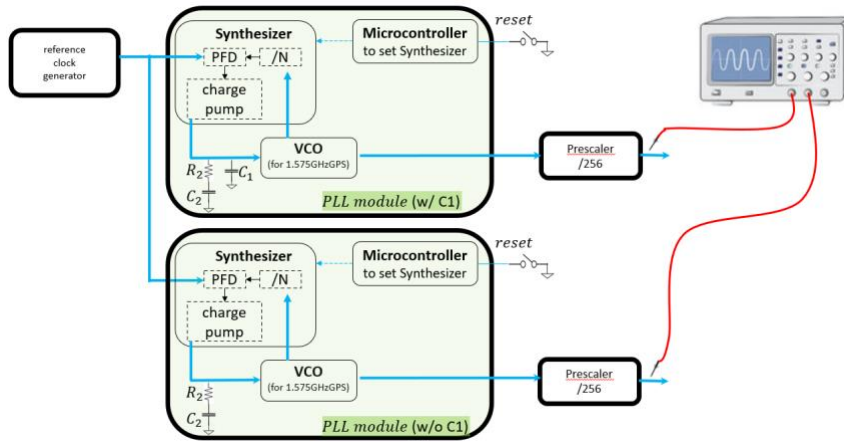 reference
clock
generator
Synthesizer
PFD
/N
charge
pump
Microcontroller
to set Synthesizer
reset
VCO
(for 1.575GHzGPS)
R2
C1
C2
PLL module (w/ C1)
Prescaler
/256
Synthesizer
PFD
/N
charge
pump
Microcontroller
to set Synthesizer
reset
VCO
(for 1.575GHzGPS)
R2
C2
PLL module (w/o C1)
Prescaler
/256